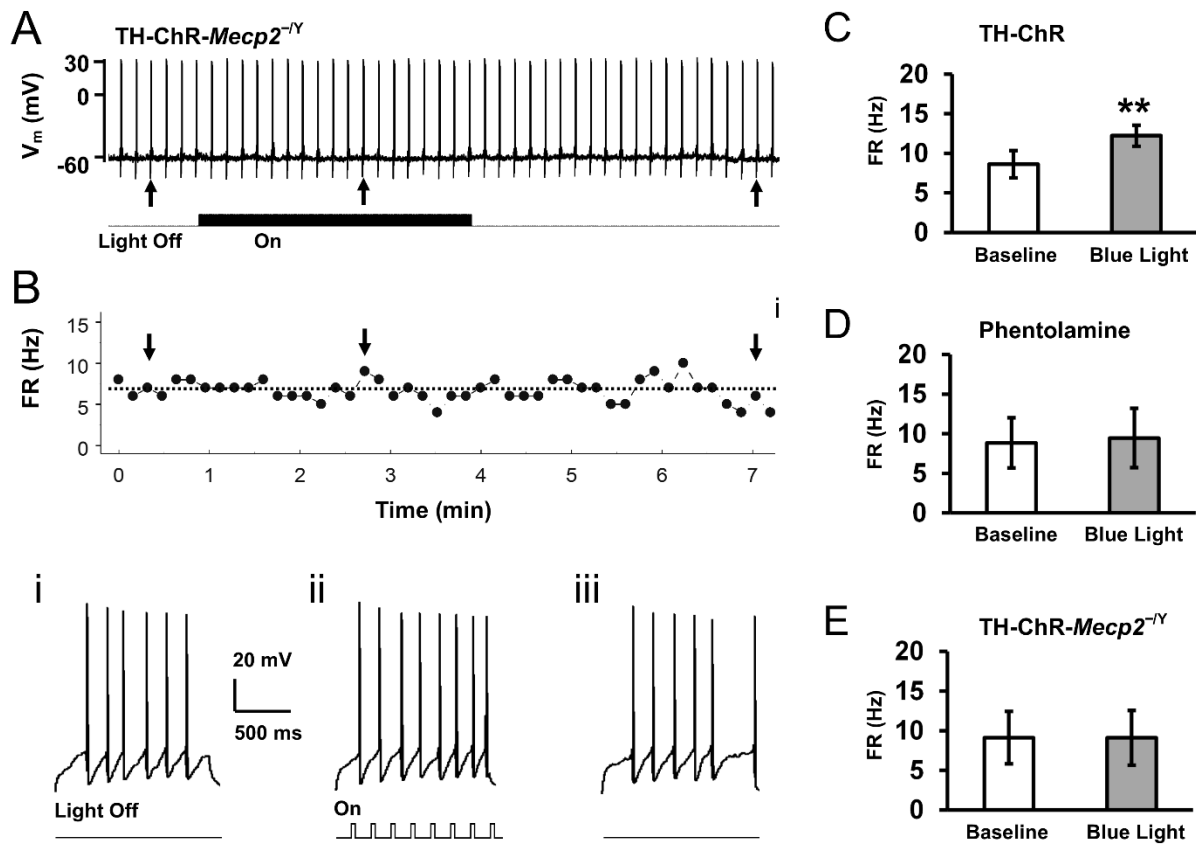 A
TH-ChR-Mecp2–/Y
Vm (mV)
30
0
-60
Light Off
On
B
i
FR (Hz)
15
10
5
0
0 1 2 3 4 5 6 7
Time (min)
i
20 mV
500 ms
Light Off
ii
On
iii
C
TH-ChR
FR (Hz)
20
15
10
5
0
**
Baseline
Blue Light
D
Phentolamine
FR (Hz)
20
15
10
5
0
Baseline
Blue Light
E
TH-ChR-Mecp2–/Y
FR (Hz)
20
15
10
5
0
Baseline
Blue Light